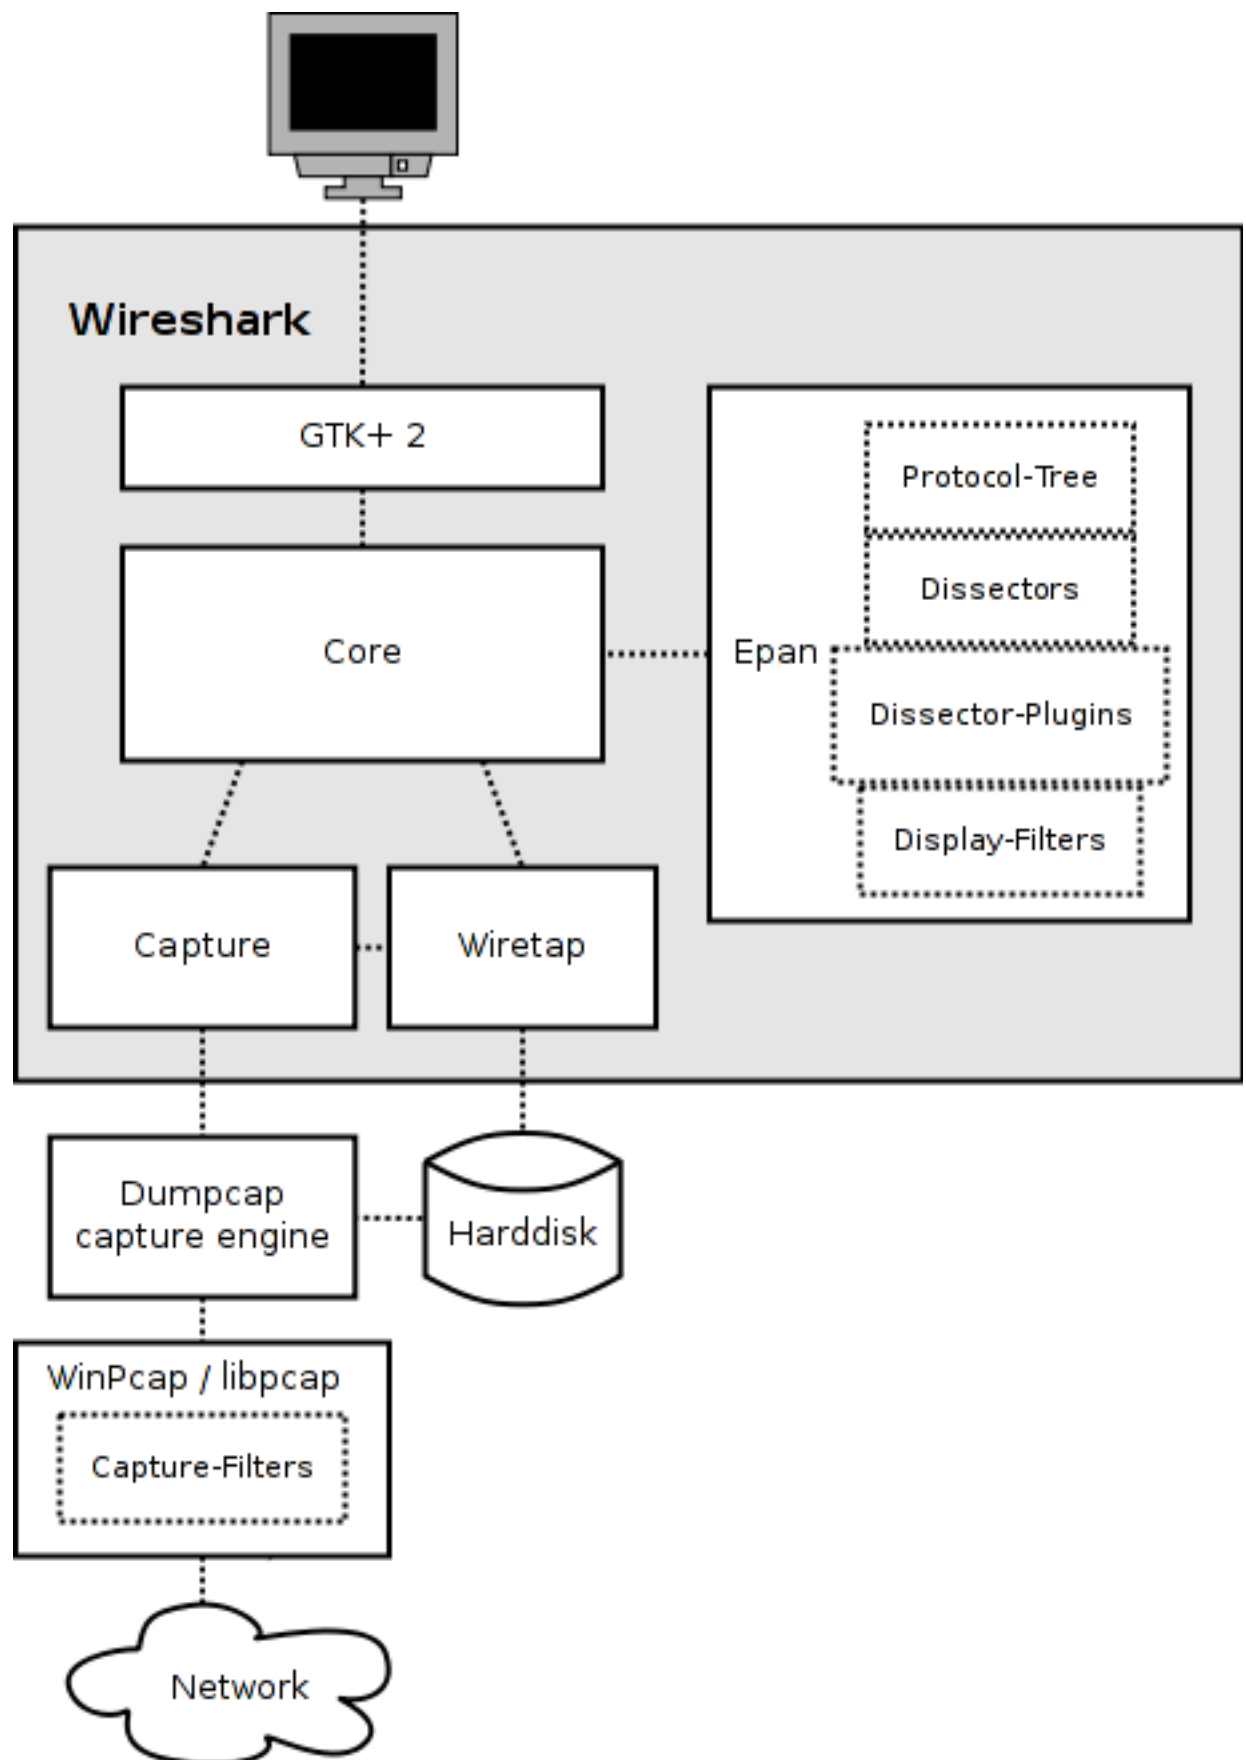 Wireshark
GTK+ 2
Core
Epan
Protocol-Tree
Dissectors
Dissector-Plugins
Display-Filters
Capture
Wiretap
Dumpcap
capture engine
Harddisk
WinPcap / libpcap
Capture-Filters
Network